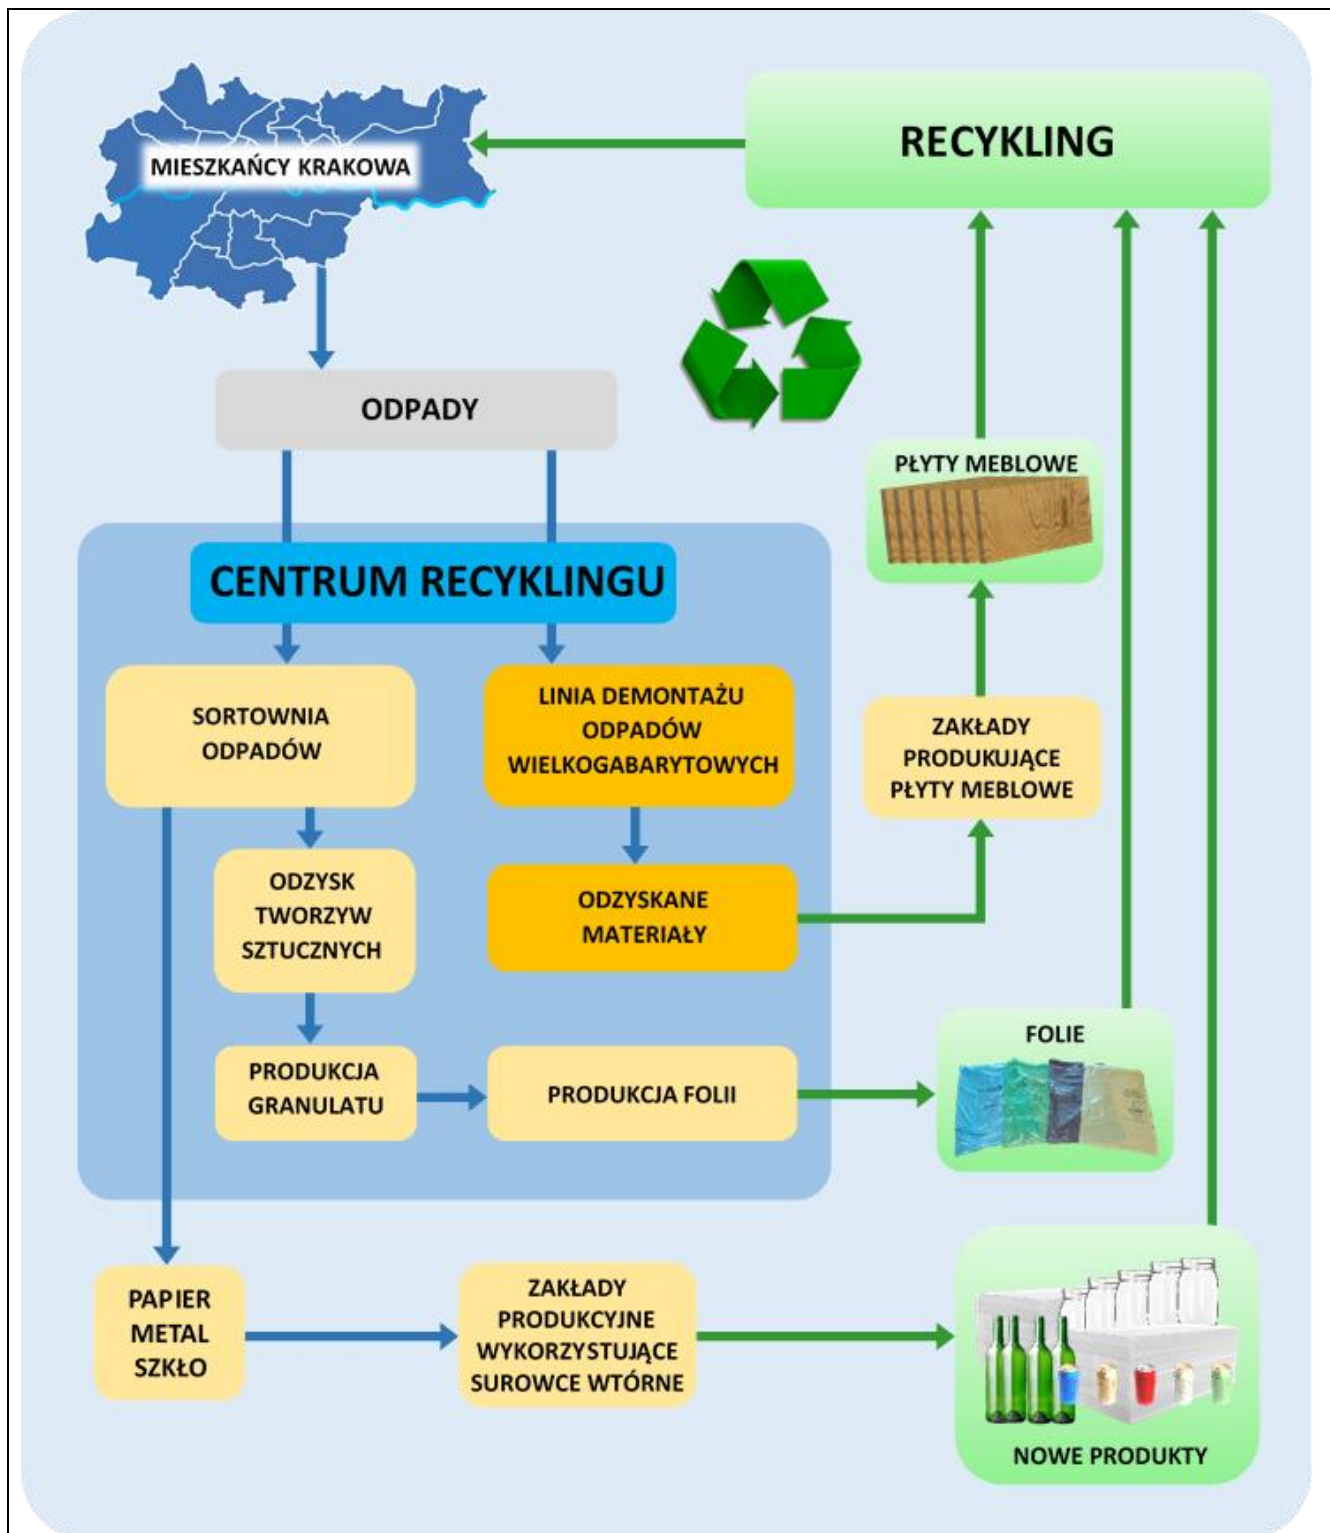 MIESZKAŃCY KRAKOWA
RECYKLING
ODPADY
PŁYTY MEBLOWE
CENTRUM RECYKLINGU
SORTOWNIA
ODPADÓW
LINIA DEMONTAŻU
ODPADÓW
WIELKOGABARYTOWYCH
ZAKŁADY
PRODUKUJĄCE
PŁYTY MEBLOWE
ODZYSK
TWORZYW
SZTUCZNYCH
ODZYSKANE
MATERIAŁY
PRODUKCJA
GRANULATU
PRODUKCJA FOLII
FOLIE
PAPIER
METAL
SZKŁO
ZAKŁADY
PRODUKCYJNE
WYKORZYSTUJĄCE
SUROWCE WTÓRNE
NOWE PRODUKTY